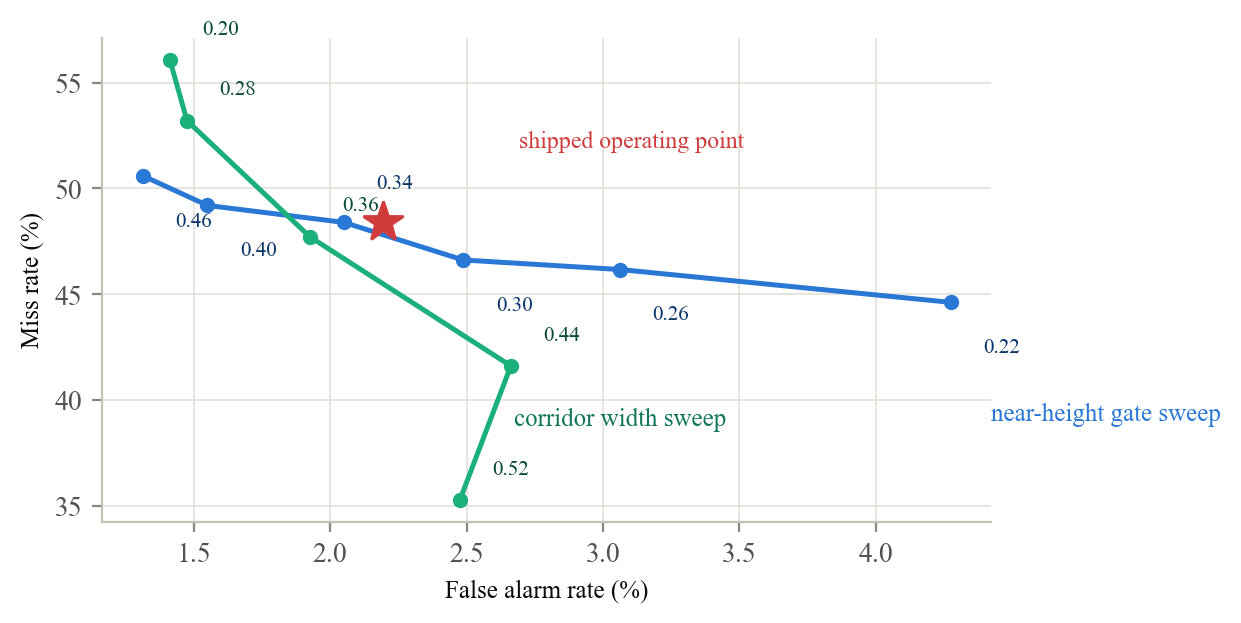 0.20
55
0.28
shipped operating point
50
0.34
0.36
0.46
0.40
45
0.30
0.26
0.44
0.22
40
corridor width sweep
near-height gate sweep
0.52
35
Miss rate (%)
1.5 2.0 2.5 3.0 3.5 4.0
False alarm rate (%)